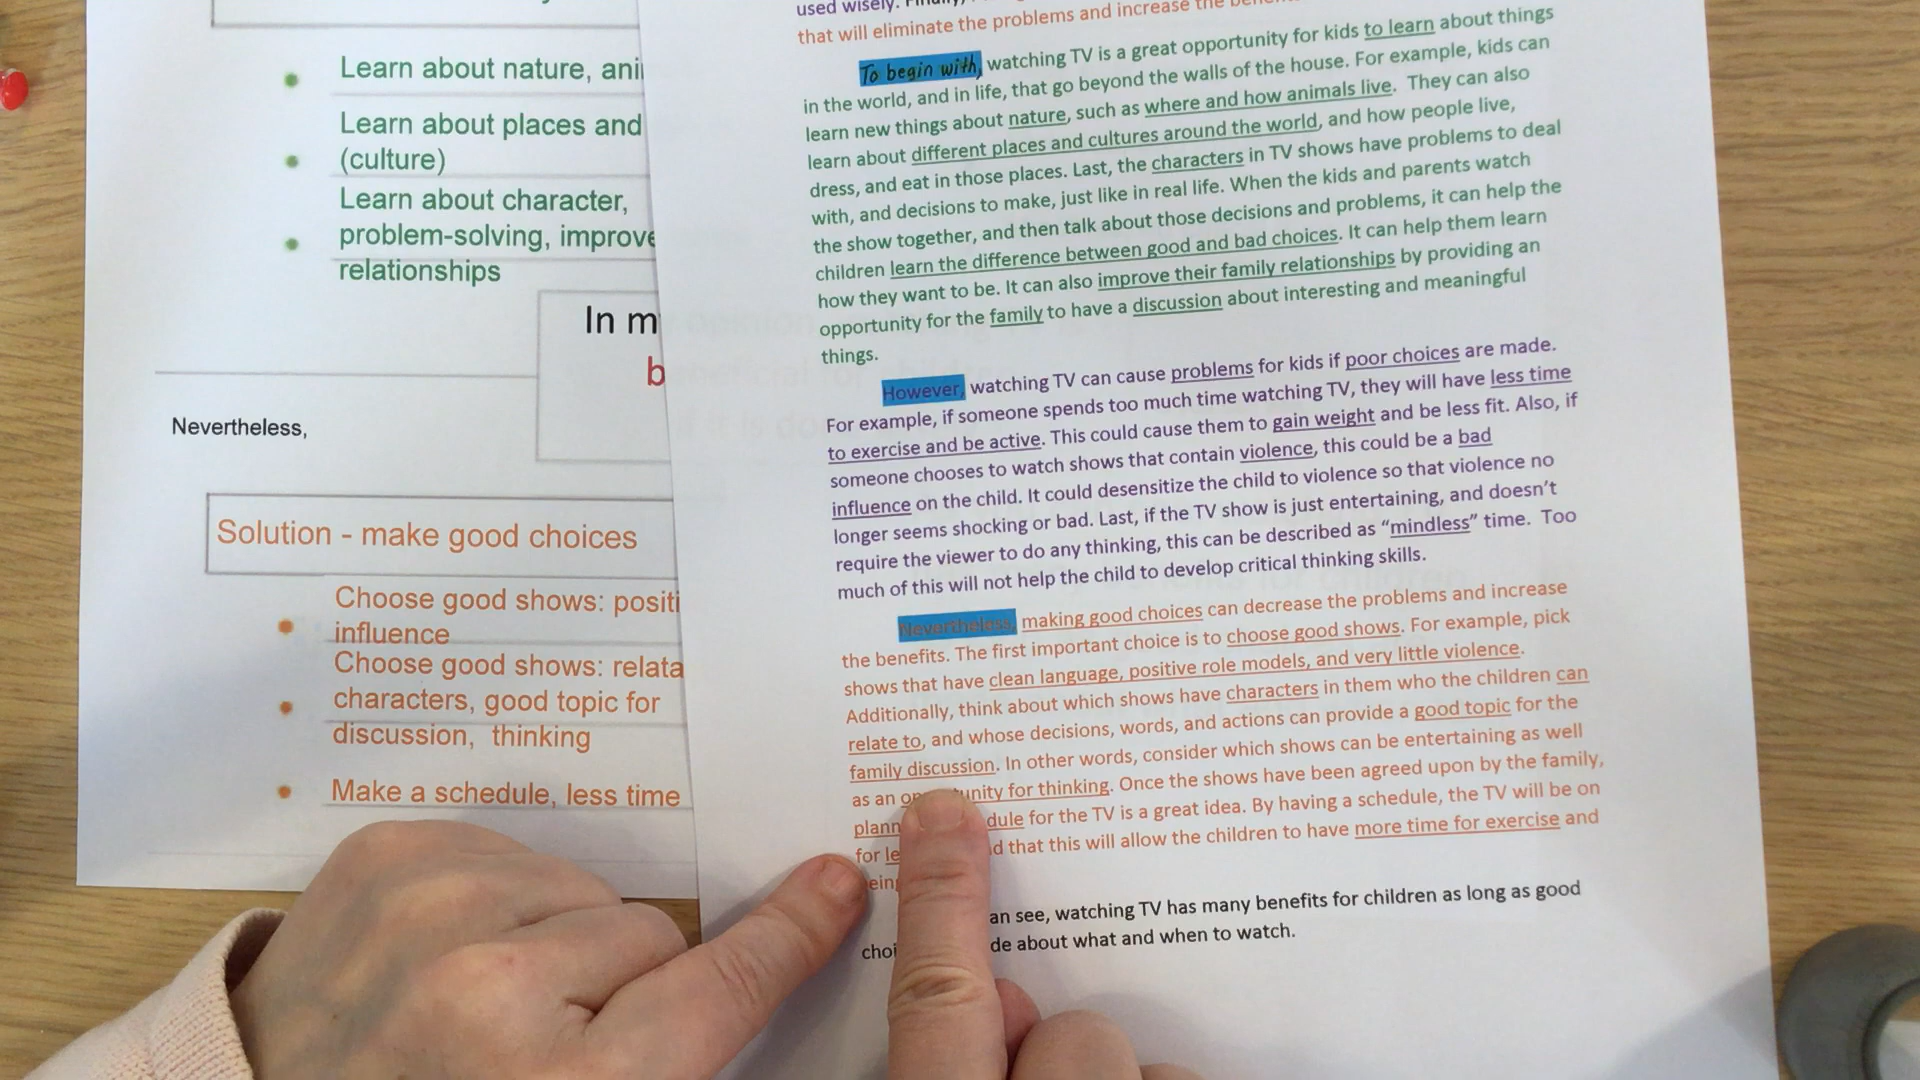 Learn about nature, ani
Learn about places and
(culture)
Learn about character,
problem-solving, improve
relationships
In m
b
Nevertheless,
Solution - make good choices
Choose good shows: positi
influence
Choose good shows: relata
characters, good topic for
discussion, thinking
Make a schedule, less time
used wisely. Finally,
that will eliminate the problems and increase the
To begin with, watching TV is a great opportunity for kids to learn about things
in the world, and in life, that go beyond the walls of the house. For example, kids can
learn new things about nature, such as where and how animals live. They can also
learn about different places and cultures around the world, and how people live,
dress, and eat in those places. Last, the characters in TV shows have problems to deal
with, and decisions to make, just like in real life. When the kids and parents watch
the show together, and then talk about those decisions and problems, it can help the
children learn the difference between good and bad choices. It can help them learn
how they want to be. It can also improve their family relationships by providing an
opportunity for the family to have a discussion about interesting and meaningful
things.
However, watching TV can cause problems for kids if poor choices are made.
For example, if someone spends too much time watching TV, they will have less time
to exercise and be active. This could cause them to gain weight and be less fit. Also, if
someone chooses to watch shows that contain violence, this could be a bad
influence on the child. It could desensitize the child to violence so that violence no
longer seems shocking or bad. Last, if the TV show is just entertaining, and doesn't
require the viewer to do any thinking, this can be described as “mindless” time. Too
much of this will not help the child to develop critical thinking skills.
Nevertheless, making good choices can decrease the problems and increase
the benefits. The first important choice is to choose good shows. For example, pick
shows that have clean language, positive role models, and very little violence.
Additionally, think about which shows have characters in them who the children can
relate to, and whose decisions, words, and actions can provide a good topic for the
family discussion. In other words, consider which shows can be entertaining as well
as an op unity for thinking. Once the shows have been agreed upon by the family,
plann dule for the TV is a great idea. By having a schedule, the TV will be on
for le d that this will allow the children to have more time for exercise and
eing
an see, watching TV has many benefits for children as long as good
choi de about what and when to watch.